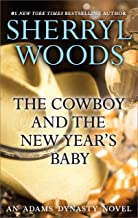 #1 NEW YORK TIMES BESTSELLING AUTHOR
SHERRYL
WOODS
THE COWBOY
AND THE
NEW YEAR'S
BABY
AN ADAMS DYNASTY NOVEL